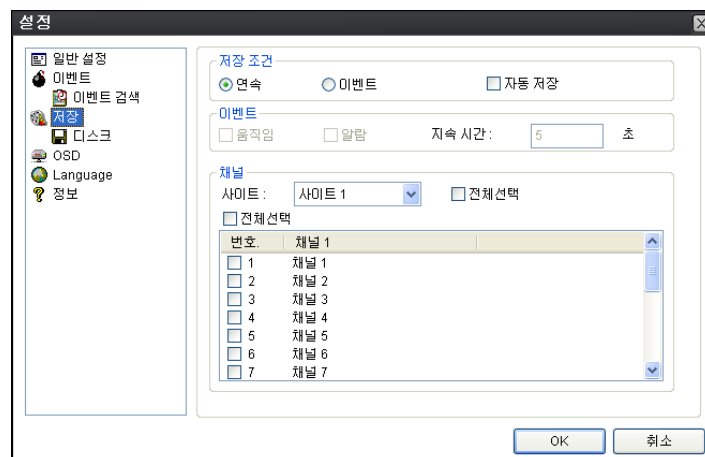 설정
일반 설정
이벤트
이벤트 검색
저장
디스크
OSD
Language
정보
저장 조건
연속 이벤트 자동 저장
이벤트
움직임 알람 지속 시간 : 5 초
채널
사이트 : 사이트 1 전체선택
전체선택
번호. 채널 1
1 채널 1
2 채널 2
3 채널 3
4 채널 4
5 채널 5
6 채널 6
7 채널 7
OK 취소